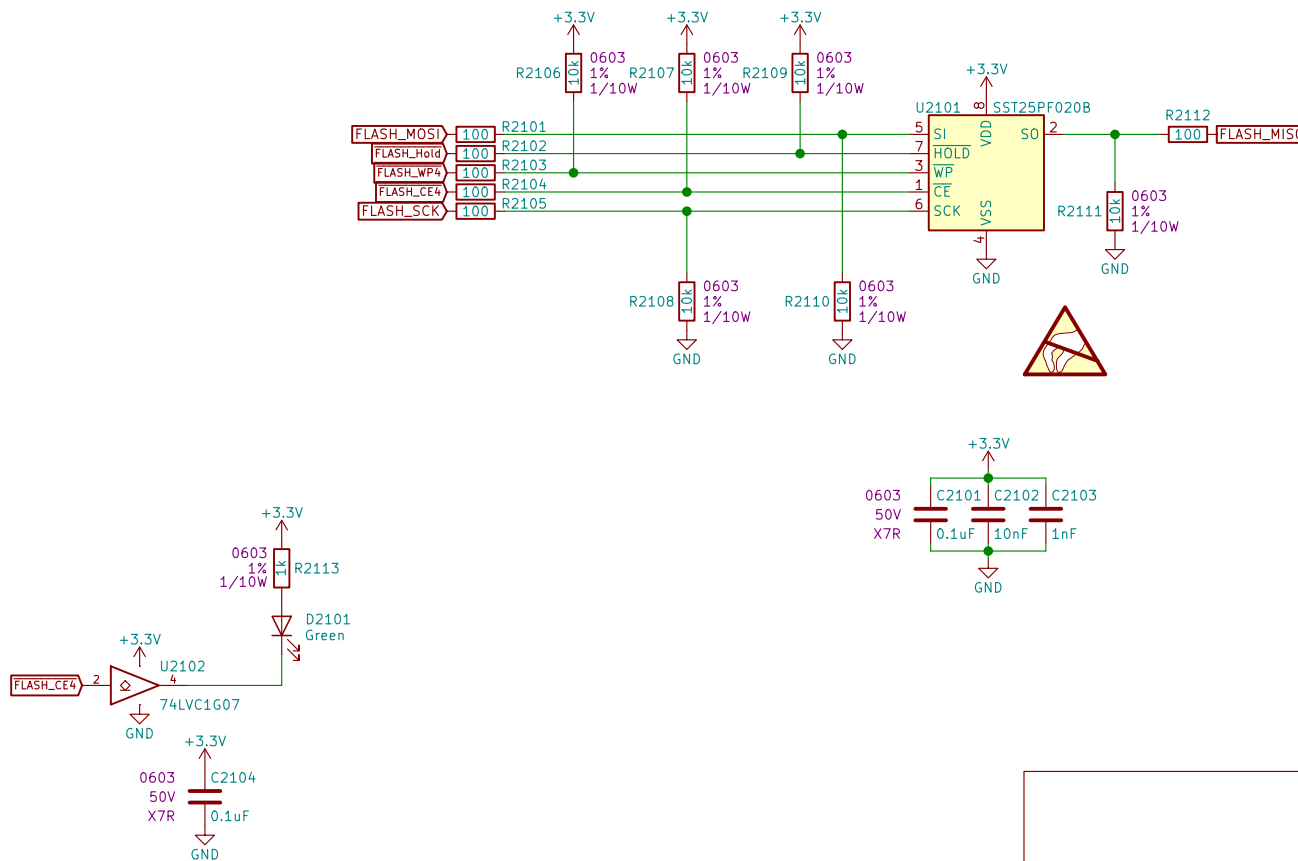 +3.3V
+3.3V
+3.3V
R2106 10k 0603 1% 1/10W
R2107 10k 0603 1% 1/10W
R2109 10k 0603 1% 1/10W
+3.3V
U2101 SST25PF020B
8 VDD
FLASH_MOSI 100 R2101 5 SI
FLASH_Hold 100 R2102 7 HOLD
FLASH_WP4 100 R2103 3 WP
FLASH_CE4 100 R2104 1 CE
FLASH_SCK 100 R2105 6 SCK
SO 2
R2112
100 FLASH_MISO
VSS 4
GND
R2111 10k 0603 1% 1/10W
GND
R2108 10k 0603 1% 1/10W
GND
R2110 10k 0603 1% 1/10W
GND
+3.3V
0603 C2101 C2102 C2103
50V
X7R 0.1uF 10nF 1nF
GND
+3.3V
0603
1% 1k R2113
1/10W
D2101
Green
+3.3V
U2102
FLASH_CE4 2 4
74LVC1G07
GND
+3.3V
0603 C2104
50V
X7R 0.1uF
GND